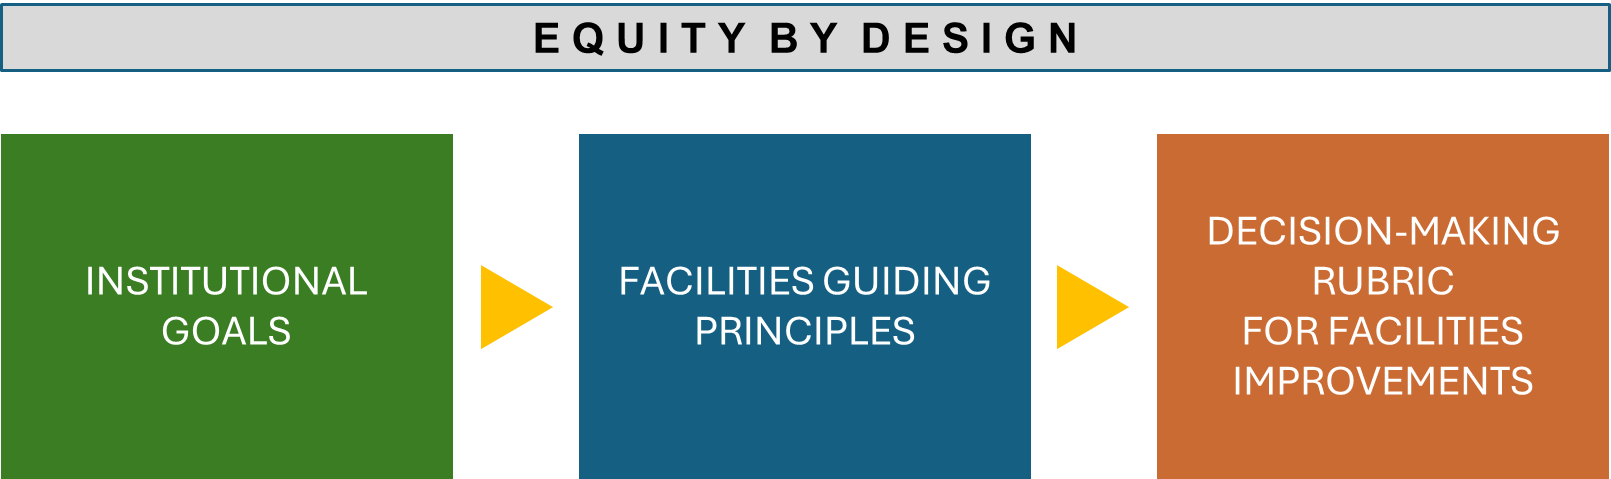 EQUITY BY DESIGN
INSTITUTIONAL
GOALS
FACILITIES GUIDING
PRINCIPLES
DECISION-MAKING
RUBRIC
FOR FACILITIES
IMPROVEMENTS